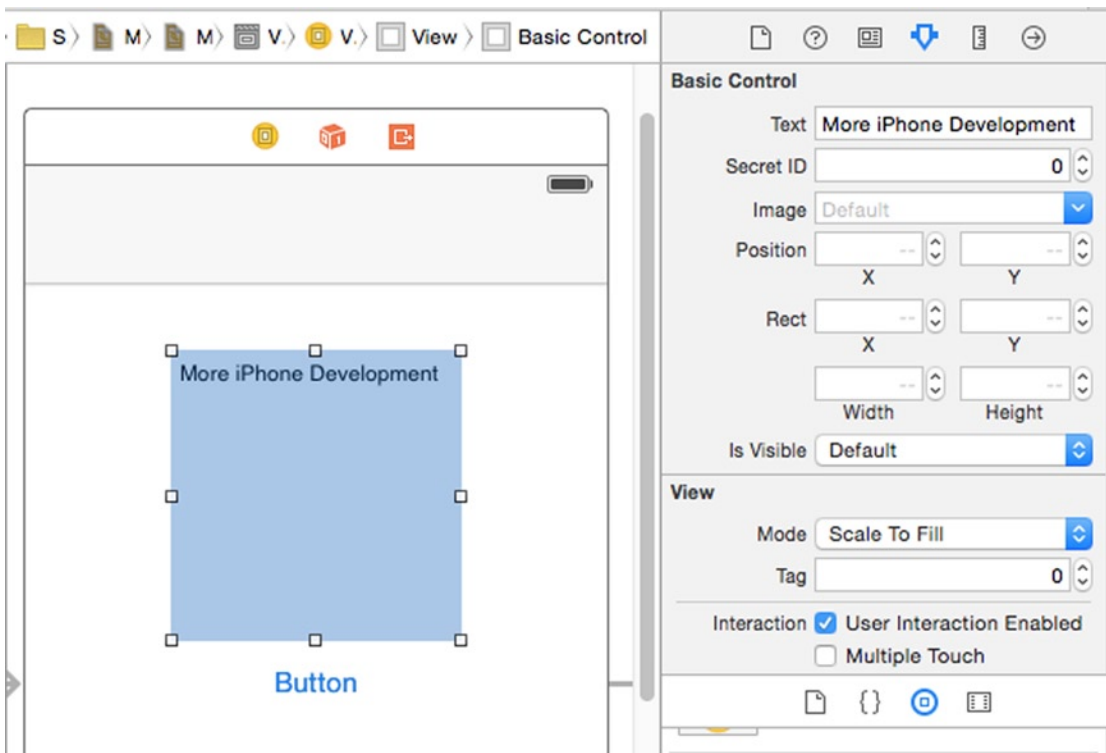 S〉 M〉 M〉 V.〉 V.〉 View〉 Basic Control
More iPhone Development
Button
Basic Control
Text More iPhone Development
Secret ID 0
Image Default
Position -- --
X Y
Rect -- --
X Y
-- --
Width Height
Is Visible Default
View
Mode Scale To Fill
Tag 0
Interaction User Interaction Enabled
Multiple Touch
{}